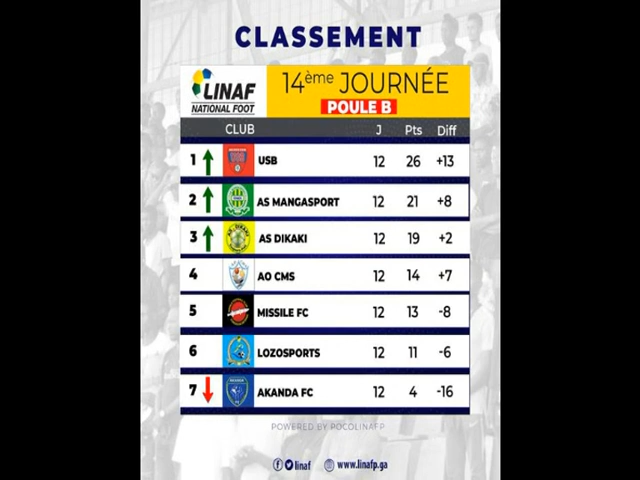 CLASSEMENT
LINAF
NATIONAL FOOT
14ème JOURNÉE
POULE B
CLUB J Pts Diff
1 USB 12 26 +13
2 AS MANGASPORT 12 21 +8
3 AS DIKAKI 12 19 +2
4 AO CMS 12 14 +7
5 MISSILE FC 12 13 -8
6 LOZOSPORTS 12 11 -6
7 AKANDA FC 12 4 -16
POWERED BY POCOLINAFP
linaf www.linafp.ga